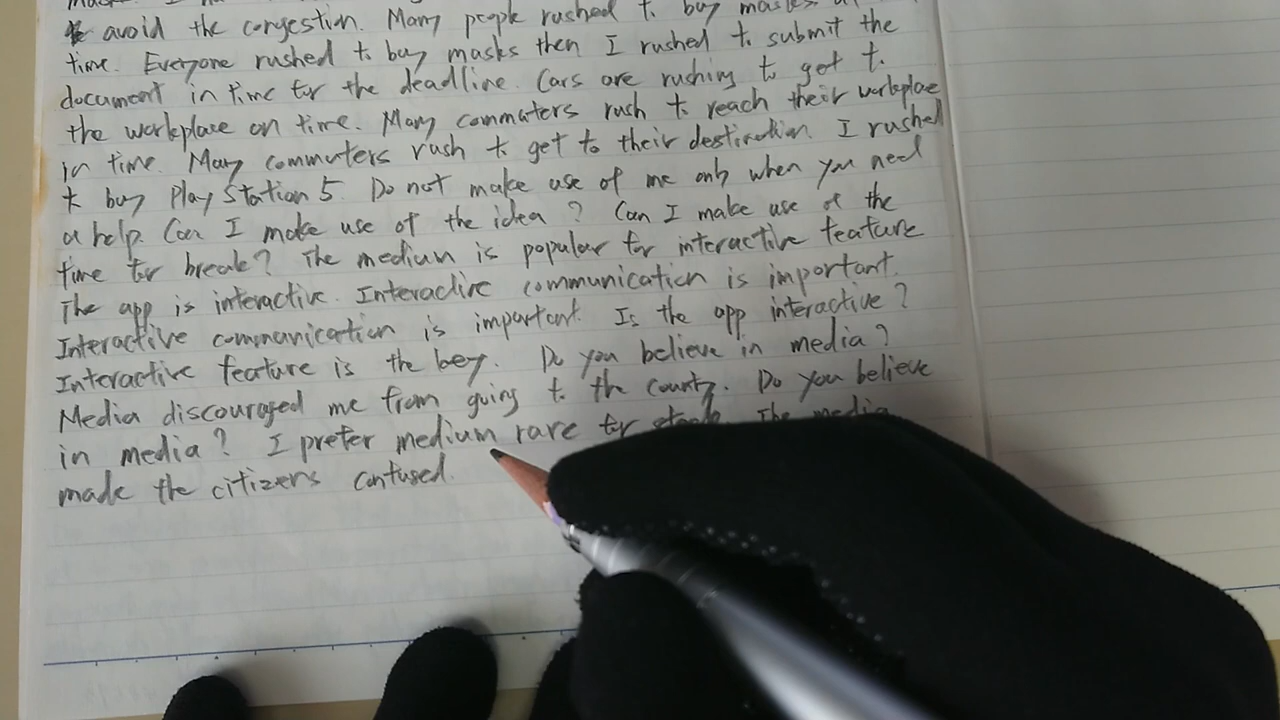 avoid the congestion. Many people rushed to buy masks
time. Everyone rushed to buy masks then I rushed to submit the
document in time for the deadline. Cars are rushing to get to
the workplace on time. Many commuters rush to reach their workplace
in time. Many commuters rush to get to their destination. I rushed
to buy PlayStation 5. Do not make use of me only when you need
a help. Can I make use of the idea? Can I make use of the
time for break? The medium is popular for interactive feature
The app is interactive. Interactive communication is important.
Interactive communication is important. Is the app interactive?
Interactive feature is the key. Do you believe in media?
Media discouraged me from going to the country. Do you believe
in media? I prefer medium rare for steak. The media
made the citizens confused.